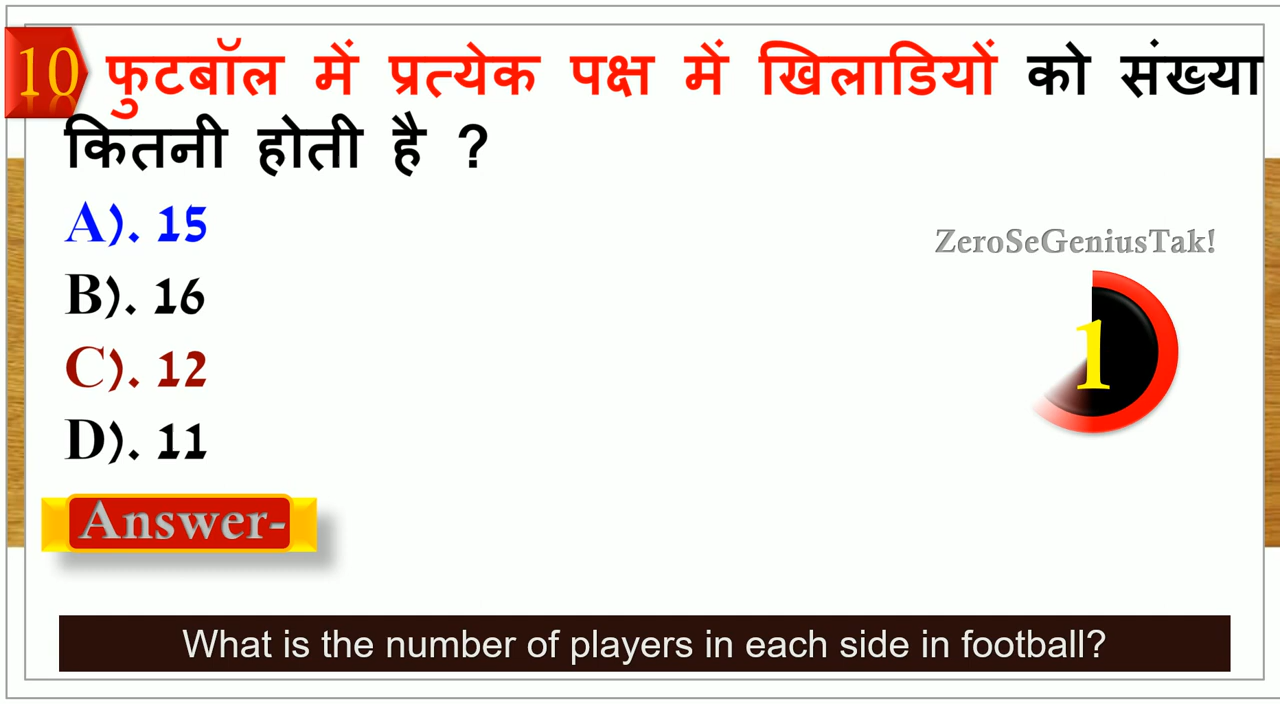 10 फुटबॉल में प्रत्येक पक्ष में खिलाडियों को संख्या
कितनी होती है ?
A). 15
B). 16
C). 12
D). 11
ZeroSeGeniusTak!
1
Answer-
What is the number of players in each side in football?